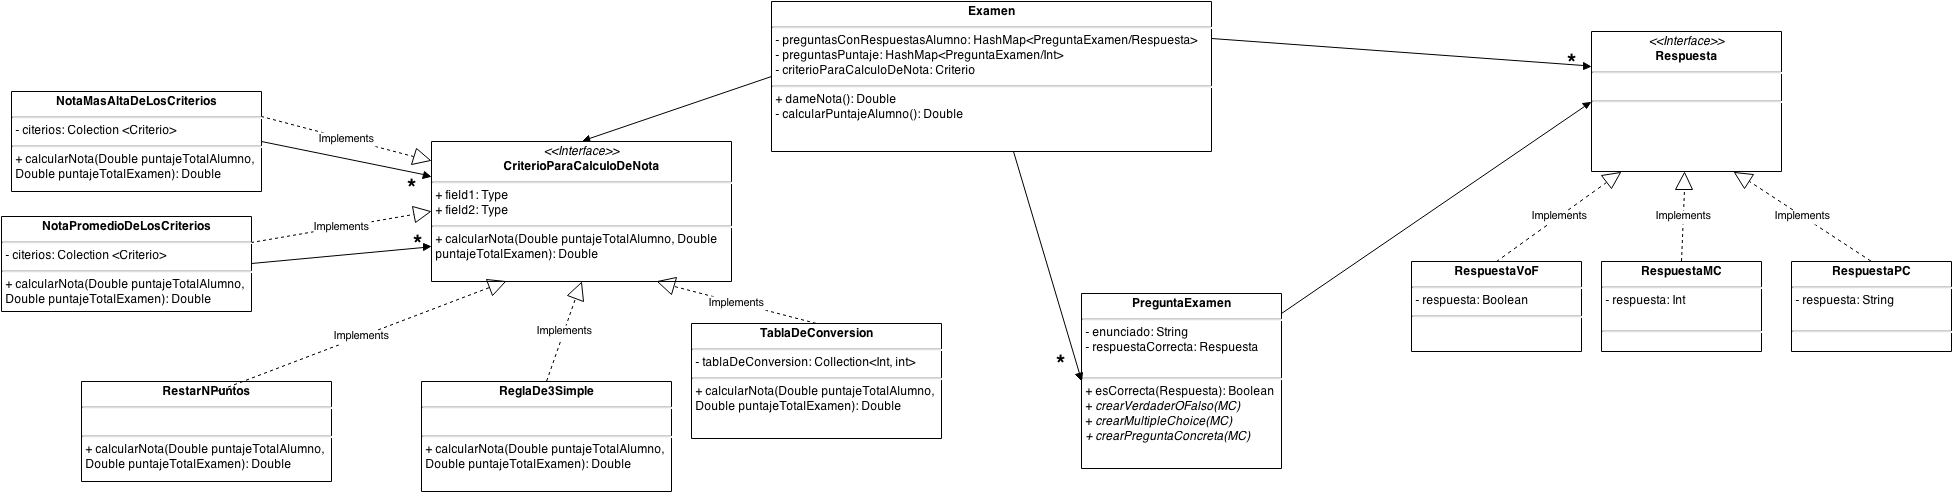 Examen
- preguntasConRespuestasAlumno: HashMap<PreguntaExamen/Respuesta>
- preguntasPuntaje: HashMap<PreguntaExamen/Int>
- criterioParaCalculoDeNota: Criterio
+ dameNota(): Double
- calcularPuntajeAlumno(): Double
*
<<Interface>>
Respuesta
NotaMasAltaDeLosCriterios
- citerios: Colection <Criterio>
+ calcularNota(Double puntajeTotalAlumno,
Double puntajeTotalExamen): Double
Implements
*
<<Interface>>
CriterioParaCalculoDeNota
+ field1: Type
+ field2: Type
+ calcularNota(Double puntajeTotalAlumno, Double
puntajeTotalExamen): Double
NotaPromedioDeLosCriterios
- citerios: Colection <Criterio>
+ calcularNota(Double puntajeTotalAlumno,
Double puntajeTotalExamen): Double
Implements
*
Implements
Implements
Implements
RespuestaVoF
- respuesta: Boolean
RespuestaMC
- respuesta: Int
RespuestaPC
- respuesta: String
Implements
Implements
Implements
TablaDeConversion
- tablaDeConversion: Collection<Int, int>
+ calcularNota(Double puntajeTotalAlumno,
Double puntajeTotalExamen): Double
*
PreguntaExamen
- enunciado: String
- respuestaCorrecta: Respuesta
+ esCorrecta(Respuesta): Boolean
+ crearVerdaderOFalso(MC)
+ crearMultipleChoice(MC)
+ crearPreguntaConcreta(MC)
RestarNPuntos
+ calcularNota(Double puntajeTotalAlumno,
Double puntajeTotalExamen): Double
ReglaDe3Simple
+ calcularNota(Double puntajeTotalAlumno,
Double puntajeTotalExamen): Double